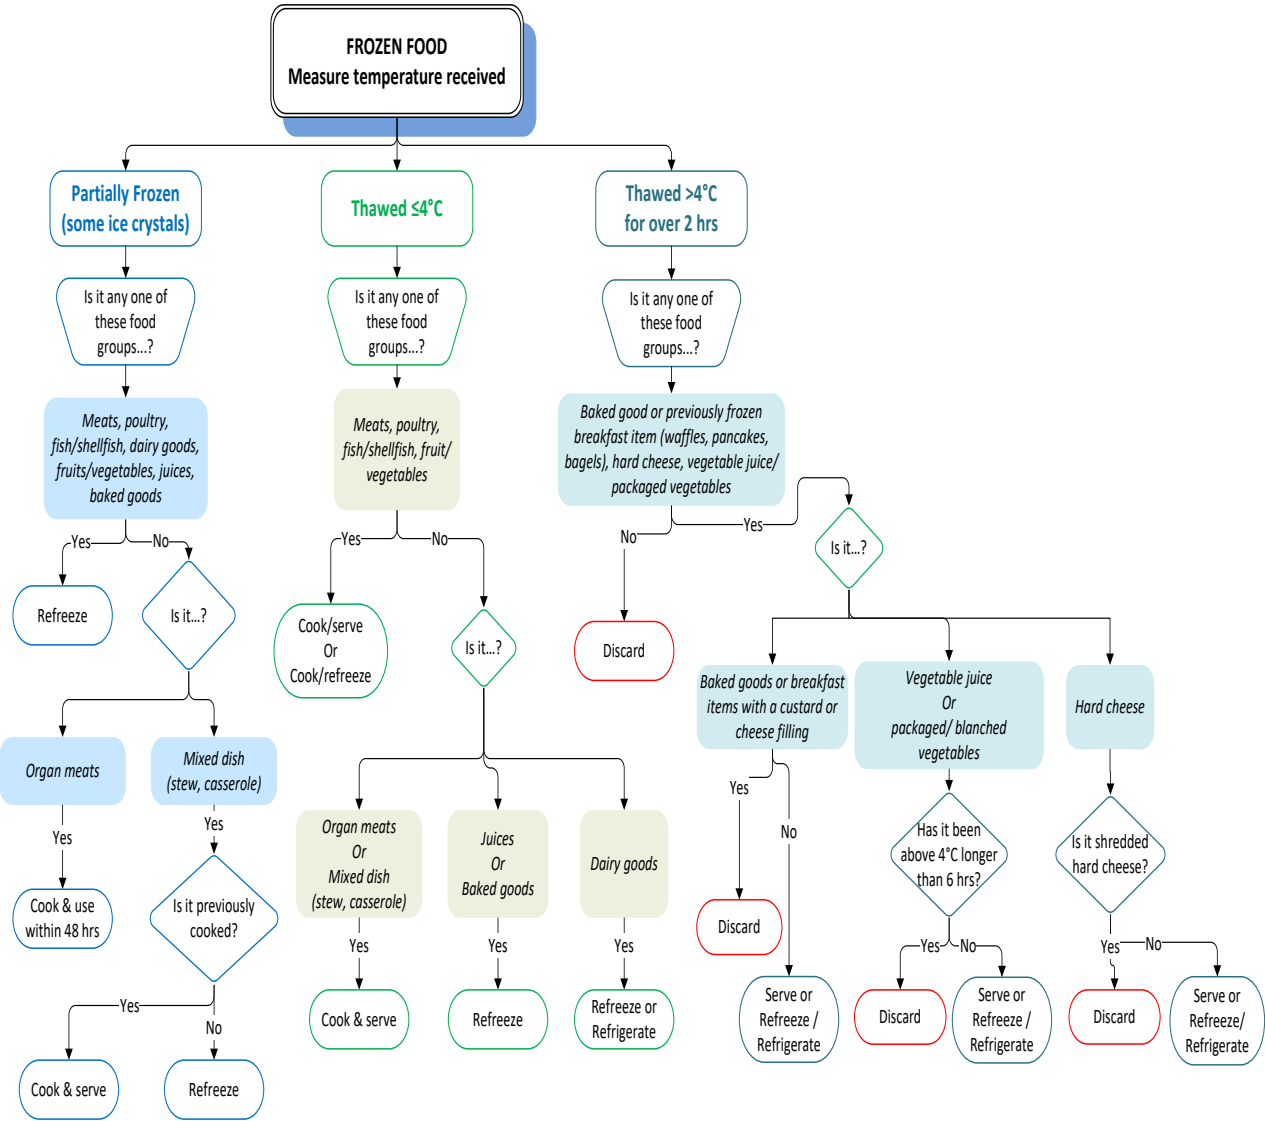 FROZEN FOOD
Measure temperature received
Partially Frozen
(some ice crystals)
Thawed ≤4°C
Thawed >4°C
for over 2 hrs
Is it any one of
these food
groups...?
Is it any one of
these food
groups...?
Is it any one of
these food
groups...?
Meats, poultry,
fish/shellfish, dairy goods,
fruits/vegetables, juices,
baked goods
Meats, poultry,
fish/shellfish, fruit/
vegetables
Baked good or previously frozen
breakfast item (waffles, pancakes,
bagels), hard cheese, vegetable juice/
packaged vegetables
Yes
No
Yes
No
No
Yes
Refreeze
Is it...?
Cook/serve
Or
Cook/refreeze
Is it...?
Discard
Is it...?
Organ meats
Mixed dish
(stew, casserole)
Yes
Yes
Cook & use
within 48 hrs
Is it previously
cooked?
Yes
No
Cook & serve
Refreeze
Organ meats
Or
Mixed dish
(stew, casserole)
Juices
Or
Baked goods
Dairy goods
Yes
Yes
Yes
Cook & serve
Refreeze
Refreeze or
Refrigerate
Baked goods or breakfast
items with a custard or
cheese filling
Vegetable juice
Or
packaged/ blanched
vegetables
Hard cheese
Yes
No
Discard
Serve or
Refreeze /
Refrigerate
Has it been
above 4°C longer
than 6 hrs?
Yes
No
Discard
Serve or
Refreeze /
Refrigerate
Is it shredded
hard cheese?
Yes
No
Discard
Serve or
Refreeze/
Refrigerate